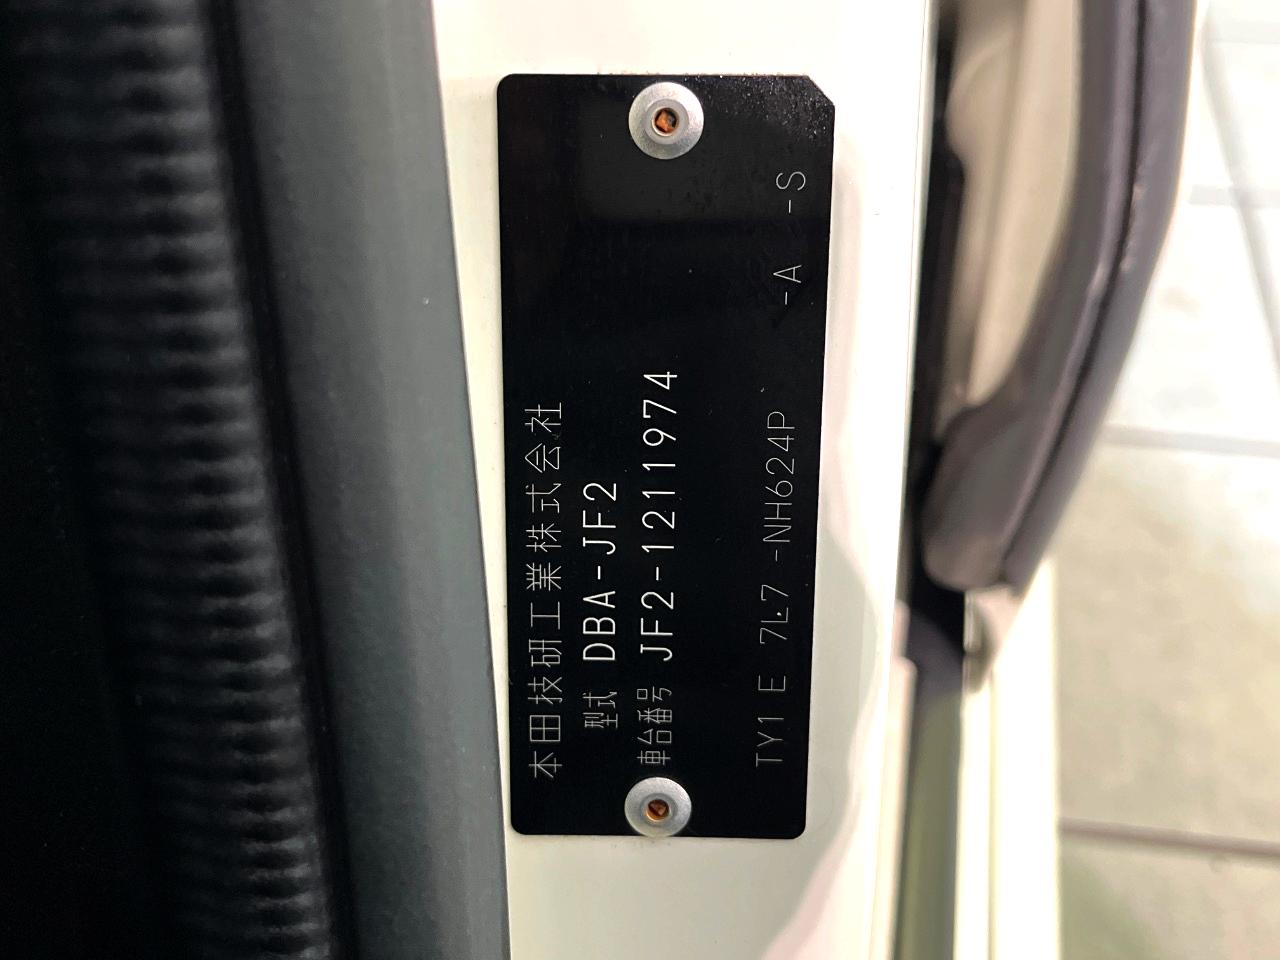 本田技研工業株式会社
型式 DBA-JF2
車台番号 JF2-1211974
TY1 E 7L7 -NH624P -A -S